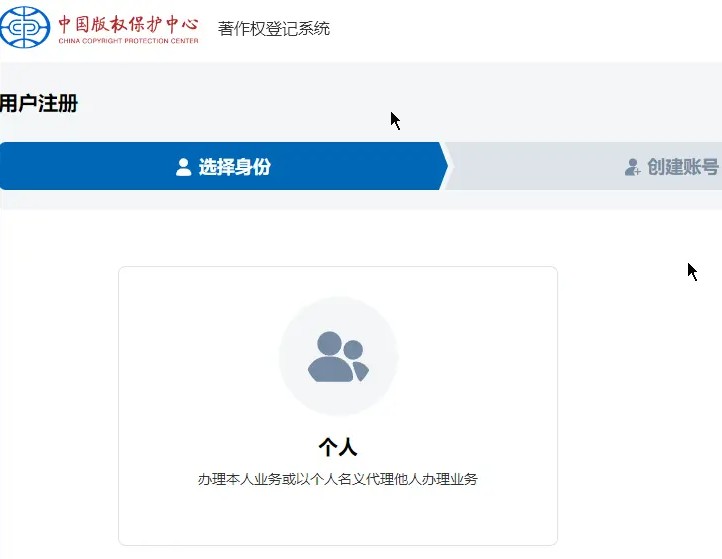 中国版权保护中心 著作权登记系统
CHINA COPYRIGHT PROTECTION CENTER
用户注册
选择身份 创建账号
个人
办理本人业务或以个人名义代理他人办理业务